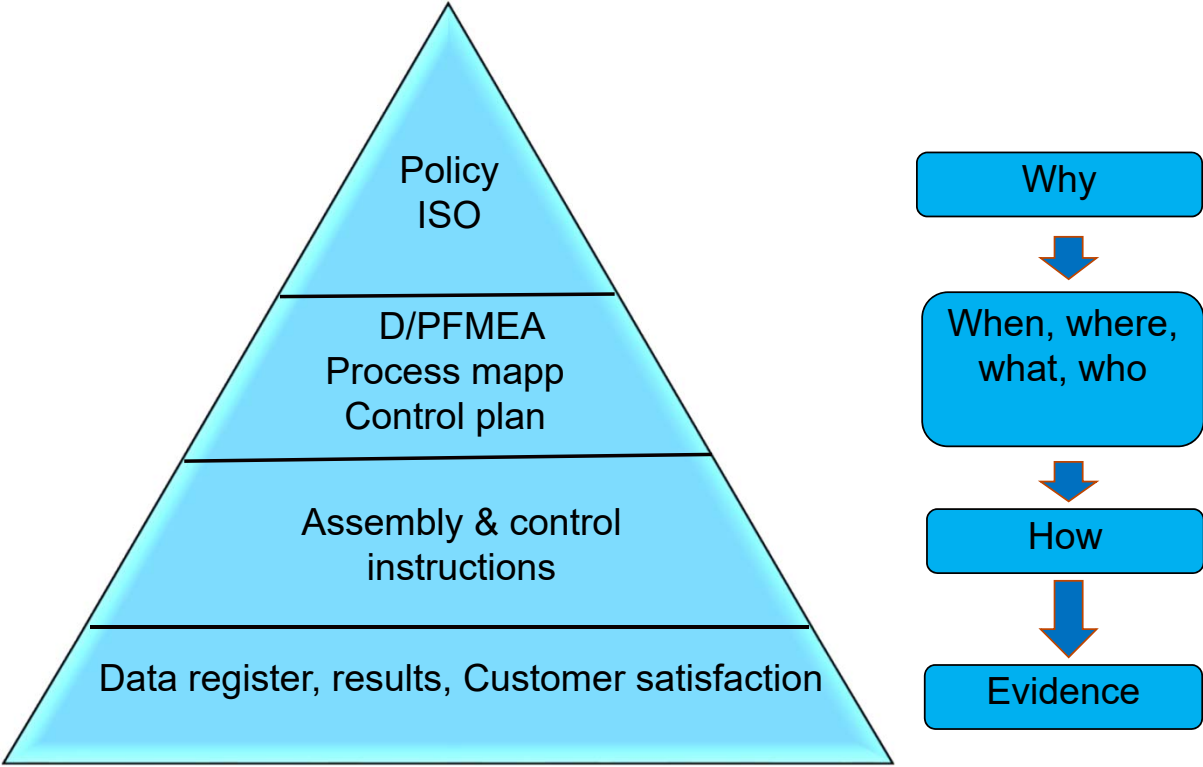 Policy
ISO
Why
D/PFMEA
Process mapp
Control plan
When, where,
what, who
Assembly & control
instructions
How
Data register, results, Customer satisfaction
Evidence